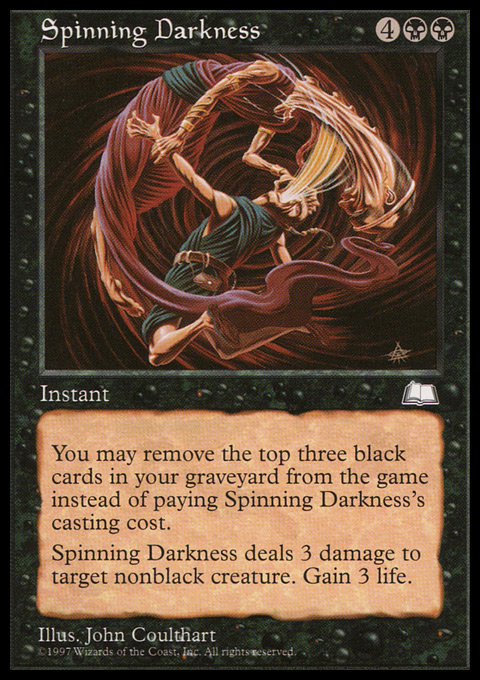 Spinning Darkness 4
Instant
You may remove the top three black
cards in your graveyard from the game
instead of paying Spinning Darkness's
casting cost.
Spinning Darkness deals 3 damage to
target nonblack creature. Gain 3 life.
Illus. John Coulthart
©1997 Wizards of the Coast, Inc. All rights reserved.